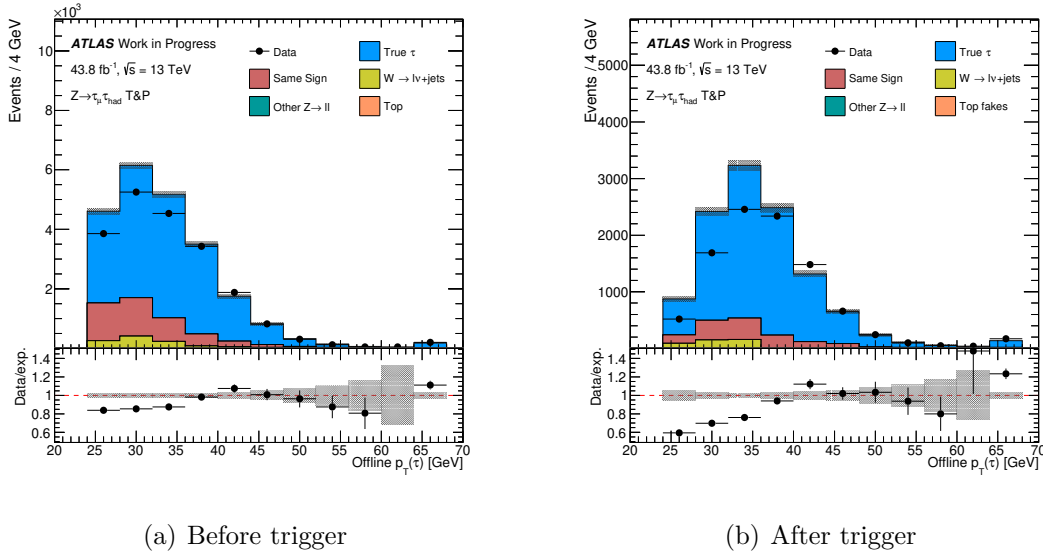 ×10³
Events / 4 GeV
10
8
6
4
2
ATLAS Work in Progress
43.8 fb⁻¹, √s = 13 TeV
Z→τμτhad T&P
Data
Same Sign
Other Z→ ll
True τ
W → lν+jets
Top
Data/exp.
1.4
1.2
1.0
0.8
0.6
20 25 30 35 40 45 50 55 60 65 70
Offline pT(τ) [GeV]
(a) Before trigger
Events / 4 GeV
5000
4000
3000
2000
1000
ATLAS Work in Progress
43.8 fb⁻¹, √s = 13 TeV
Z→τμτhad T&P
Data
Same Sign
Other Z→ ll
True τ
W → lν+jets
Top fakes
Data/exp.
1.4
1.2
1.0
0.8
0.6
20 25 30 35 40 45 50 55 60 65 70
Offline pT(τ) [GeV]
(b) After trigger